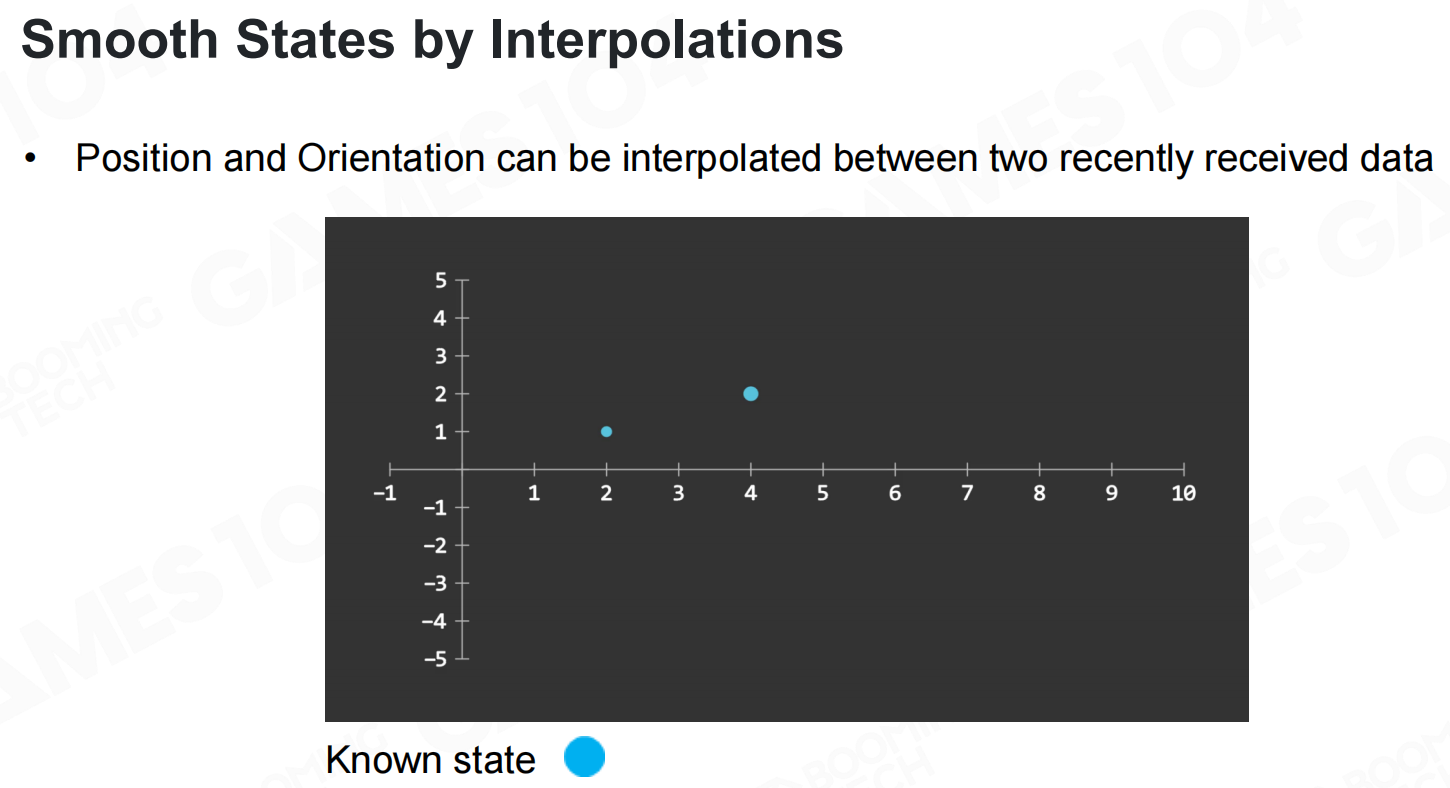 Smooth States by Interpolations
• Position and Orientation can be interpolated between two recently received data
5
4
3
2
1
-1 1 2 3 4 5 6 7 8 9 10
-1
-2
-3
-4
-5
Known state
GAMES 104
BOOMING
TECH